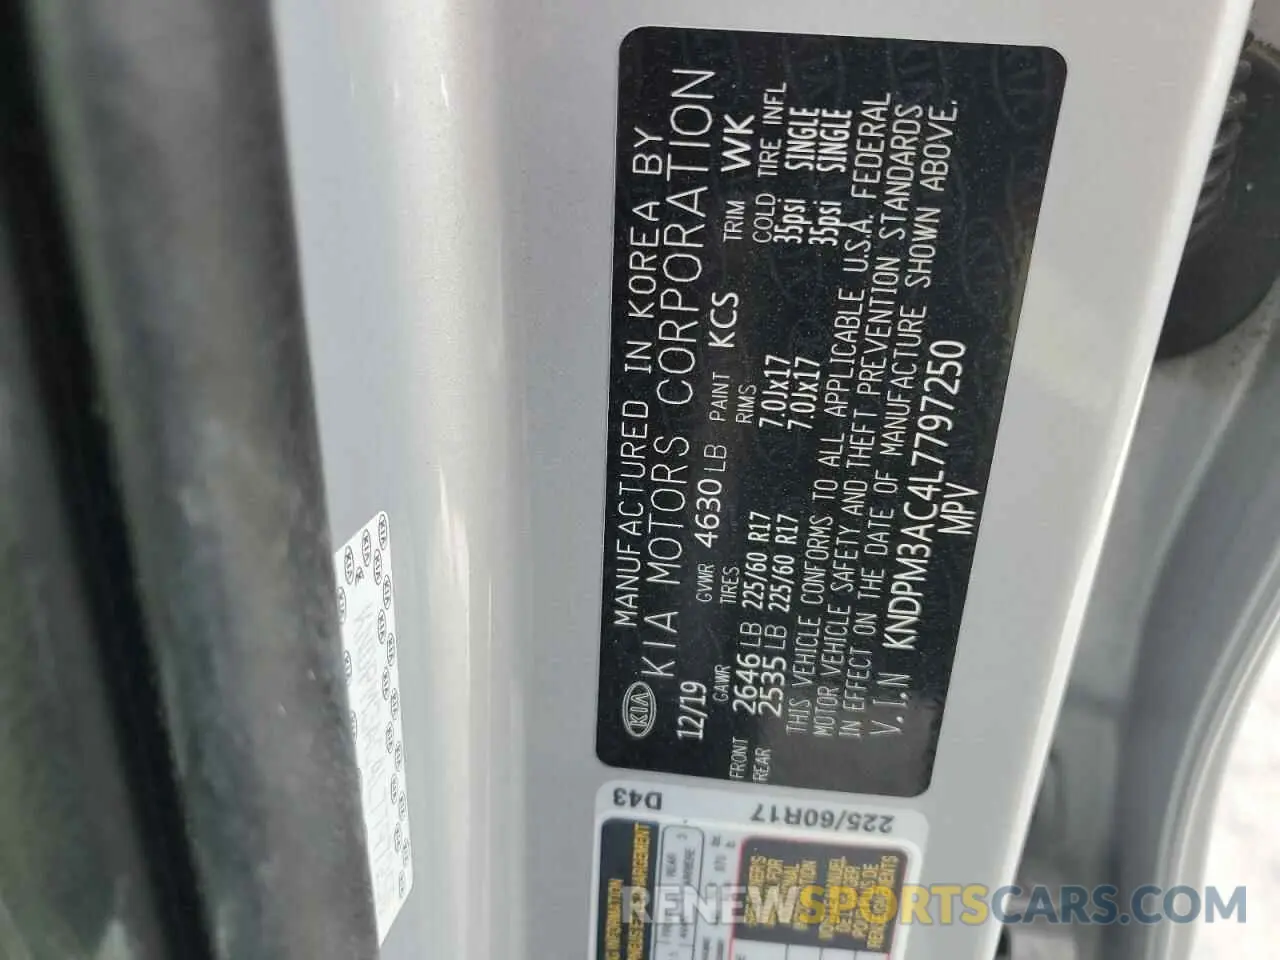 MANUFACTURED IN KOREA BY
KIA KIA MOTORS CORPORATION
12/19 GVWR 4630 LB PAINT KCS TRIM WK
GAWR TIRES RIMS COLD TIRE INFL
FRONT 2646 LB 225/60 R17 7.0Jx17 35psi SINGLE
REAR 2535 LB 225/60 R17 7.0Jx17 35psi SINGLE
THIS VEHICLE CONFORMS TO ALL APPLICABLE U.S.A. FEDERAL
MOTOR VEHICLE SAFETY AND THEFT PREVENTION STANDARDS
IN EFFECT ON THE DATE OF MANUFACTURE SHOWN ABOVE.
V.I.N KNDPM3AC4L7797250
MPV
D43
225/60R17
REAR
RENEWSPORTSCARS.COM